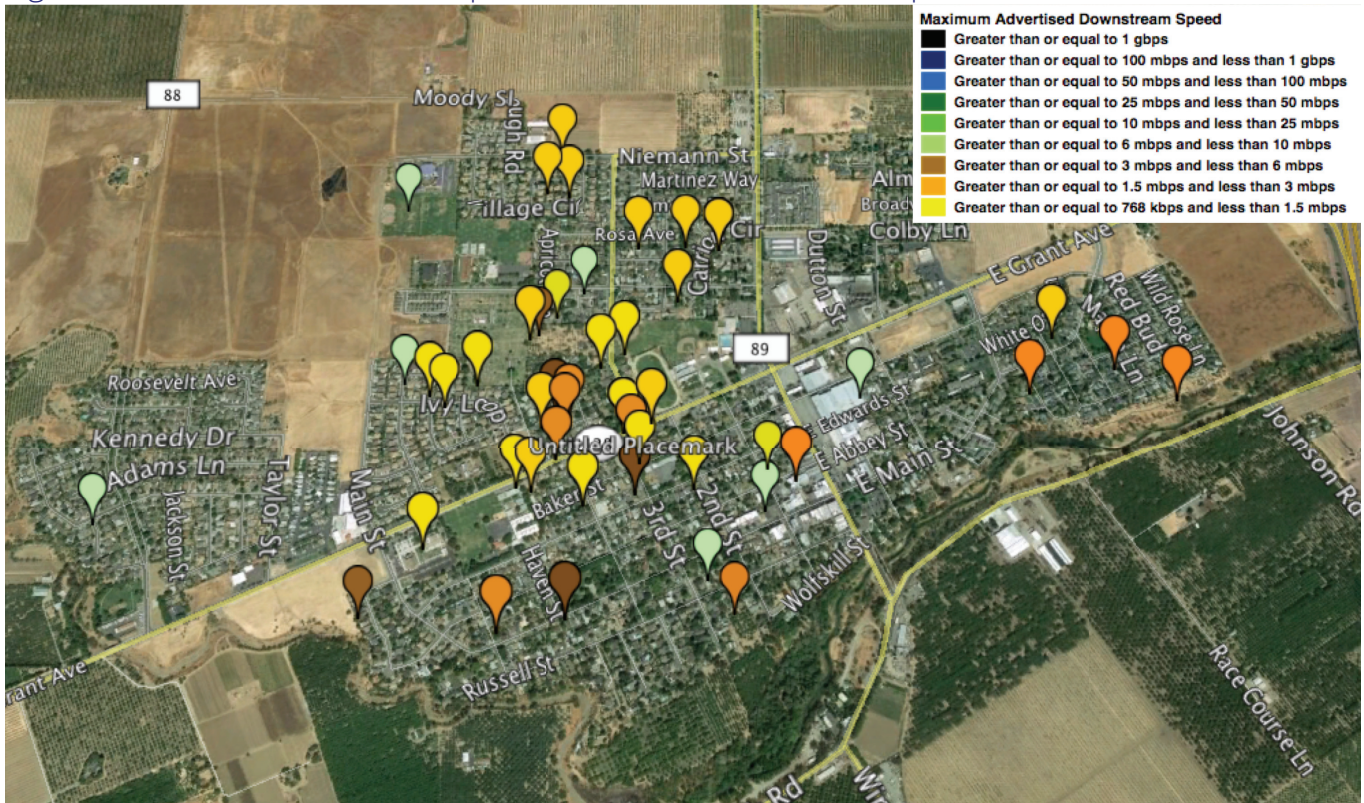 Maximum Advertised Downstream Speed
Greater than or equal to 1 gbps
Greater than or equal to 100 mbps and less than 1 gbps
Greater than or equal to 50 mbps and less than 100 mbps
Greater than or equal to 25 mbps and less than 50 mbps
Greater than or equal to 10 mbps and less than 25 mbps
Greater than or equal to 6 mbps and less than 10 mbps
Greater than or equal to 3 mbps and less than 6 mbps
Greater than or equal to 1.5 mbps and less than 3 mbps
Greater than or equal to 768 kbps and less than 1.5 mbps
88
Moody
Rd
Niemann St
Martinez Way
Cir
Rosa Ave
Cir
Colby Ln
Dutton St
E Grant Ave
Wild Rose Ln
Red Bud
Ln
White
89
Roosevelt Ave
Ivy
Kennedy Dr
Adams Ln
Jackson St
Taylor St
Main St
Untitled Placemark
E Edwards St
E Abbey St
E Main St
Johnson Rd
Baker St
3rd St
2nd St
Haven St
Wolfskill St
Russell St
Ave
Race Course Ln
Rd